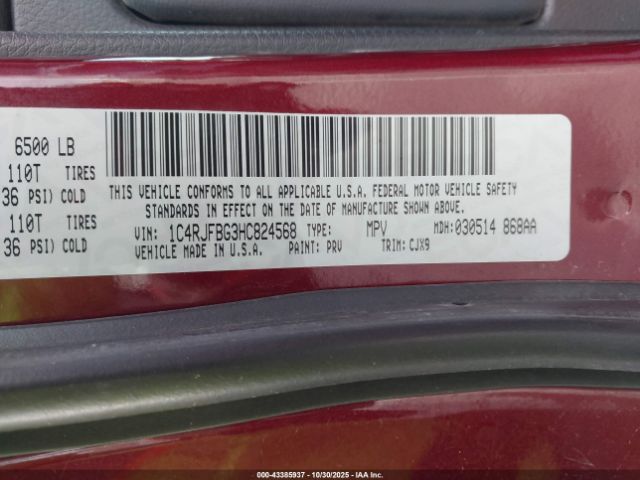 6500 LB
110T TIRES
36 PSI) COLD
110T TIRES
36 PSI) COLD
THIS VEHICLE CONFORMS TO ALL APPLICABLE U.S.A. FEDERAL MOTOR VEHICLE SAFETY
STANDARDS IN EFFECT ON THE DATE OF MANUFACTURE SHOWN ABOVE.
VIN: 1C4RJFBG3HC824568 TYPE: MPV MDH:030514 868AA
VEHICLE MADE IN U.S.A. PAINT: PRV TRIM: CJX9
000-43385937 - 10/30/2025 - IAA Inc.